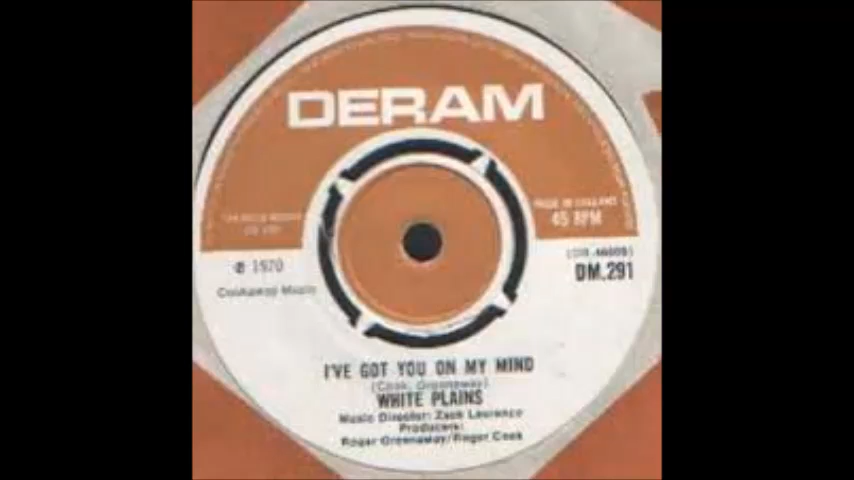 DERAM
MADE IN ENGLAND
45 RPM
℗ 1970
DM.291
Cookaway Music
I'VE GOT YOU ON MY MIND
(Cook, Greenaway)
WHITE PLAINS
Music Director: Zack Laurence
Producers:
Roger Greenaway/Roger Cook